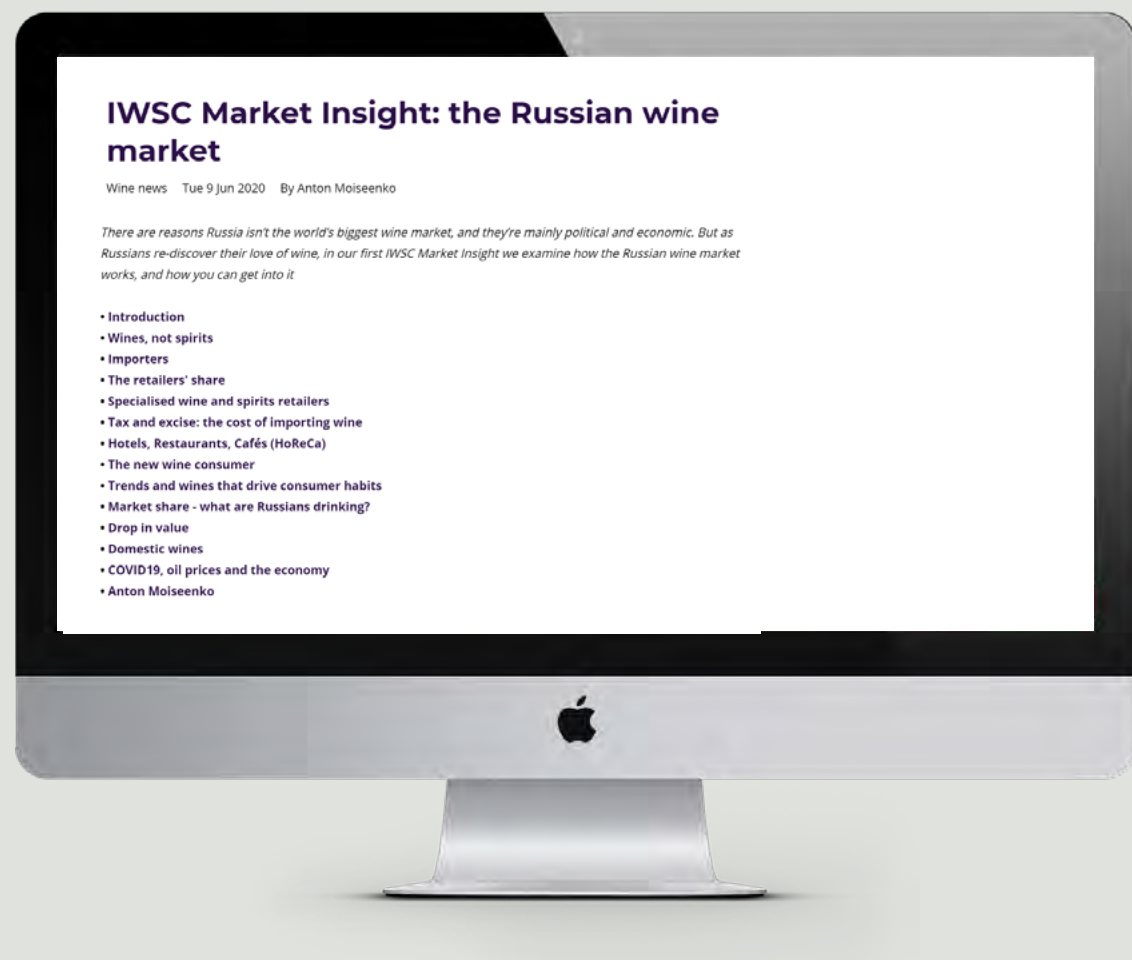 IWSC Market Insight: the Russian wine
market
Wine news Tue 9 Jun 2020 By Anton Moiseenko
There are reasons Russia isn't the world's biggest wine market, and they're mainly political and economic. But as
Russians re-discover their love of wine, in our first IWSC Market Insight we examine how the Russian wine market
works, and how you can get into it
• Introduction
• Wines, not spirits
• Importers
• The retailers' share
• Specialised wine and spirits retailers
• Tax and excise: the cost of importing wine
• Hotels, Restaurants, Cafés (HoReCa)
• The new wine consumer
• Trends and wines that drive consumer habits
• Market share - what are Russians drinking?
• Drop in value
• Domestic wines
• COVID19, oil prices and the economy
• Anton Moiseenko